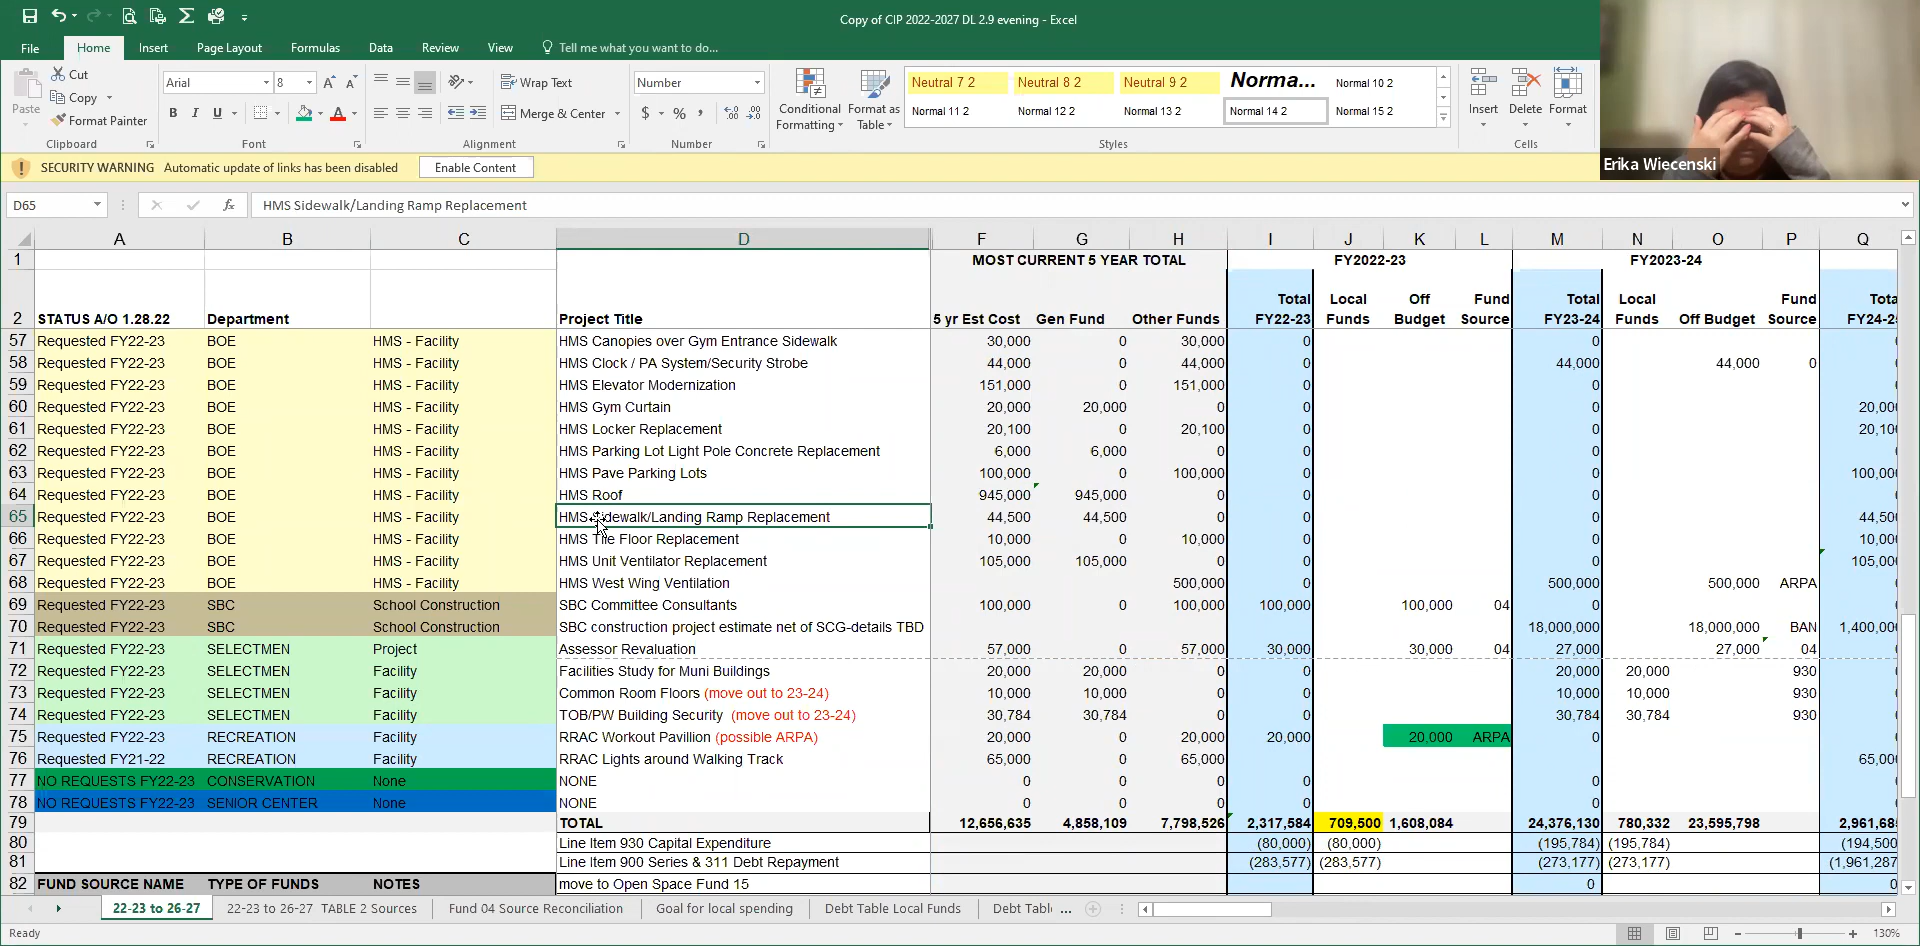 Copy of CIP 2022-2027 DL 2.9 evening - Excel
File Home Insert Page Layout Formulas Data Review View Tell me what you want to do...
Paste Cut Copy Format Painter Clipboard
Arial 8 B I U A A A Font
Wrap Text Merge & Center Alignment
Number $ % , Number
Conditional Formatting Format as Table
Neutral 7 2 Neutral 8 2 Neutral 9 2 Norma... Normal 10 2
Normal 11 2 Normal 12 2 Normal 13 2 Normal 14 2 Normal 15 2
Styles
Insert Delete Format Cells
Erika Wiecenski
SECURITY WARNING Automatic update of links has been disabled Enable Content
D65 fx HMS Sidewalk/Landing Ramp Replacement
A B C D F G H I J K L M N O P Q
1 MOST CURRENT 5 YEAR TOTAL FY2022-23 FY2023-24
Total Local Off Fund Total Local Fund Tota
2 STATUS A/O 1.28.22 Department Project Title 5 yr Est Cost Gen Fund Other Funds FY22-23 Funds Budget Source FY23-24 Funds Off Budget Source FY24-2
57 Requested FY22-23 BOE HMS - Facility HMS Canopies over Gym Entrance Sidewalk 30,000 0 30,000 0 0
58 Requested FY22-23 BOE HMS - Facility HMS Clock / PA System/Security Strobe 44,000 0 44,000 0 44,000 44,000 0
59 Requested FY22-23 BOE HMS - Facility HMS Elevator Modernization 151,000 0 151,000 0 0
60 Requested FY22-23 BOE HMS - Facility HMS Gym Curtain 20,000 20,000 0 0 0 20,00
61 Requested FY22-23 BOE HMS - Facility HMS Locker Replacement 20,100 0 20,100 0 0 20,10
62 Requested FY22-23 BOE HMS - Facility HMS Parking Lot Light Pole Concrete Replacement 6,000 6,000 0 0 0
63 Requested FY22-23 BOE HMS - Facility HMS Pave Parking Lots 100,000 0 100,000 0 0 100,00
64 Requested FY22-23 BOE HMS - Facility HMS Roof 945,000 945,000 0 0 0
65 Requested FY22-23 BOE HMS - Facility HMS Sidewalk/Landing Ramp Replacement 44,500 44,500 0 0 0 44,50
66 Requested FY22-23 BOE HMS - Facility HMS Tile Floor Replacement 10,000 0 10,000 0 0 10,00
67 Requested FY22-23 BOE HMS - Facility HMS Unit Ventilator Replacement 105,000 105,000 0 0 0 105,00
68 Requested FY22-23 BOE HMS - Facility HMS West Wing Ventilation 500,000 0 500,000 500,000 ARPA
69 Requested FY22-23 SBC School Construction SBC Committee Consultants 100,000 0 100,000 100,000 100,000 04 0
70 Requested FY22-23 SBC School Construction SBC construction project estimate net of SCG-details TBD 18,000,000 18,000,000 BAN 1,400,00
71 Requested FY22-23 SELECTMEN Project Assessor Revaluation 57,000 0 57,000 30,000 30,000 04 27,000 27,000 04
72 Requested FY22-23 SELECTMEN Facility Facilities Study for Muni Buildings 20,000 20,000 0 0 20,000 20,000 930
73 Requested FY22-23 SELECTMEN Facility Common Room Floors (move out to 23-24) 10,000 10,000 0 0 10,000 10,000 930
74 Requested FY22-23 SELECTMEN Facility TOB/PW Building Security (move out to 23-24) 30,784 30,784 0 0 30,784 30,784 930
75 Requested FY22-23 RECREATION Facility RRAC Workout Pavillion (possible ARPA) 20,000 0 20,000 20,000 20,000 ARPA 0
76 Requested FY21-22 RECREATION Facility RRAC Lights around Walking Track 65,000 0 65,000 0 0 65,00
77 NO REQUESTS FY22-23 CONSERVATION None NONE 0 0 0 0 0
78 NO REQUESTS FY22-23 SENIOR CENTER None NONE 0 0 0 0 0
79 TOTAL 12,656,635 4,858,109 7,798,526 2,317,584 709,500 1,608,084 24,376,130 780,332 23,595,798 2,961,68
80 Line Item 930 Capital Expenditure (80,000) (80,000) (195,784) (195,784) (194,500
81 Line Item 900 Series & 311 Debt Repayment (283,577) (283,577) (273,177) (273,177) (1,961,287
82 FUND SOURCE NAME TYPE OF FUNDS NOTES move to Open Space Fund 15 0
22-23 to 26-27 22-23 to 26-27 TABLE 2 Sources Fund 04 Source Reconciliation Goal for local spending Debt Table Local Funds Debt Tabl ...
Ready 130%